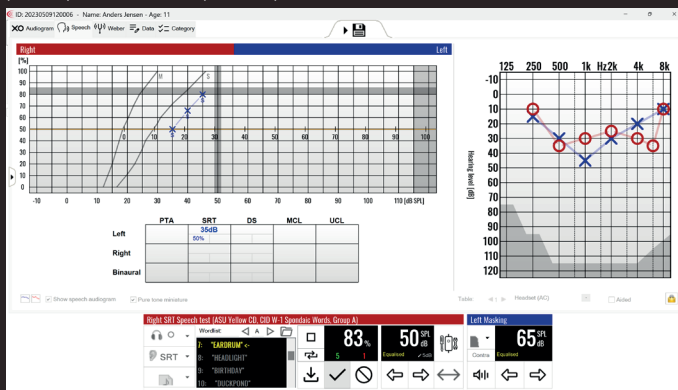 ID: 20230509120006 - Name: Anders Jensen - Age: 11
XO Audiogram Speech Weber Data Category
Right Left
[%]
100
90
80
70
60
50
40
30
20
10
0
M S
0 10 20 30 40 50 60 70 80 90 100
S
S
S
-10 0 10 20 30 40 50 60 70 80 90 100 110 [dB SPL]
PTA SRT DS MCL UCL
Left 35dB
50%
Right
Binaural
125 250 500 1k Hz 2k 4k 8k
-10
0
10
20
30
40
50
60
70
80
90
100
110
120
Hearing level [dB]
Show speech audiogram Pure tone miniature
Table: 1 Headset (AC) Aided
Right SRT Speech test (ASU Yellow CD, CID W-1 Spondaic Words, Group A)
Wordlist: A
SRT
7: "EARDRUM" <-
8: "HEADLIGHT"
9: "BIRTHDAY"
10: "DUCKPOND"
83%
5 1
50 SPL dB
Equalised 5dB
Left Masking
Contra
65 SPL dB
Equalised